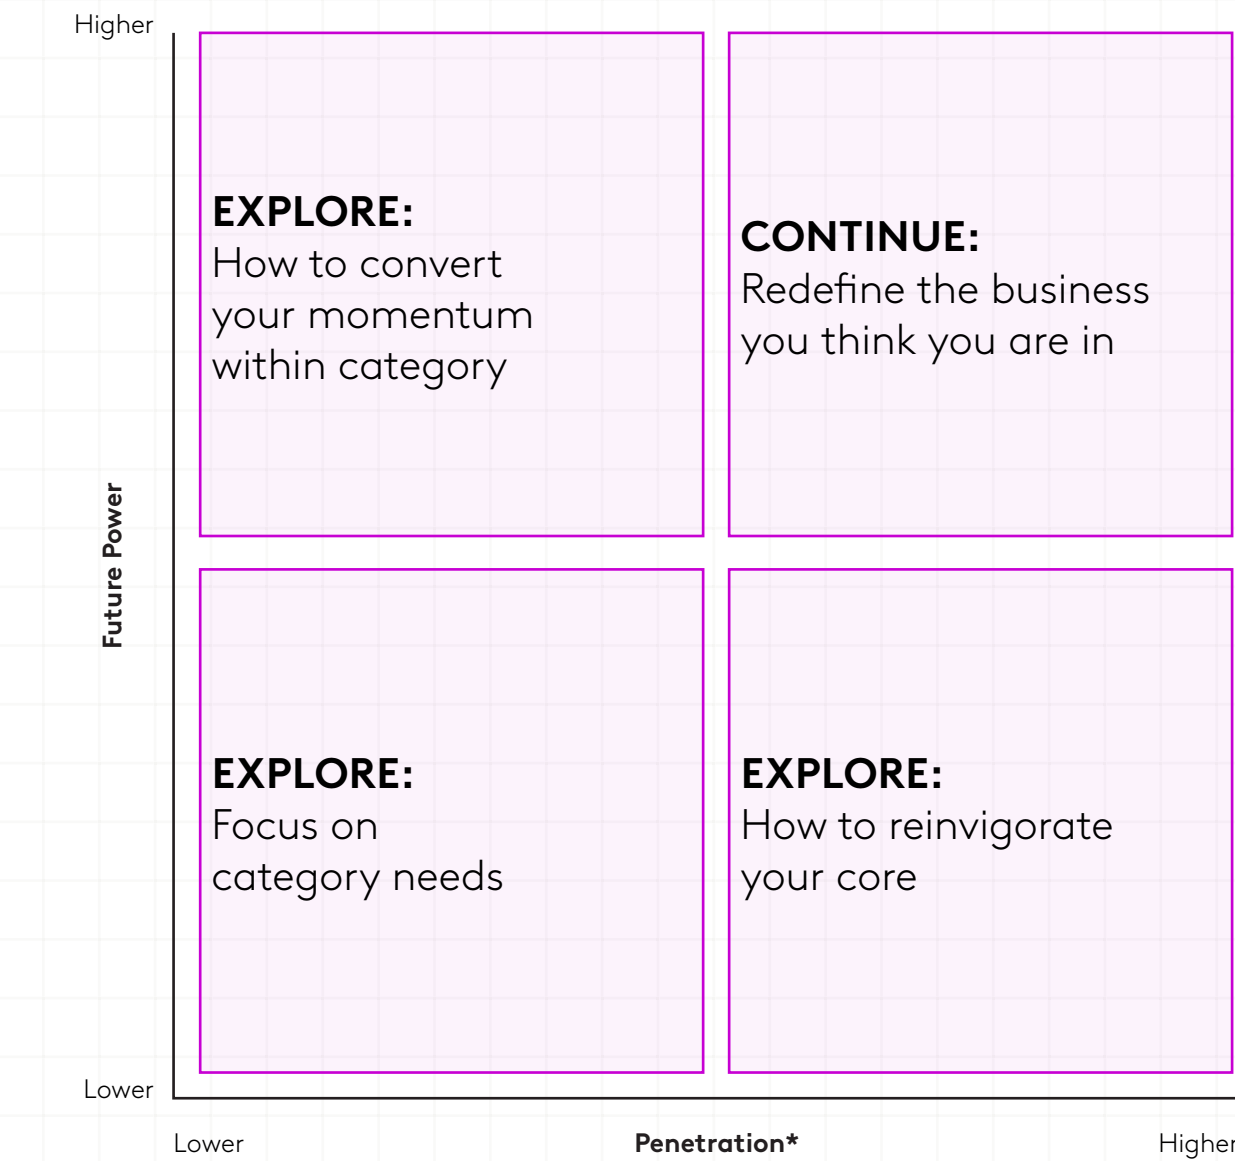 Higher
EXPLORE:
How to convert
your momentum
within category
CONTINUE:
Redefine the business
you think you are in
Future Power
EXPLORE:
Focus on
category needs
EXPLORE:
How to reinvigorate
your core
Lower
Lower
Penetration*
Higher